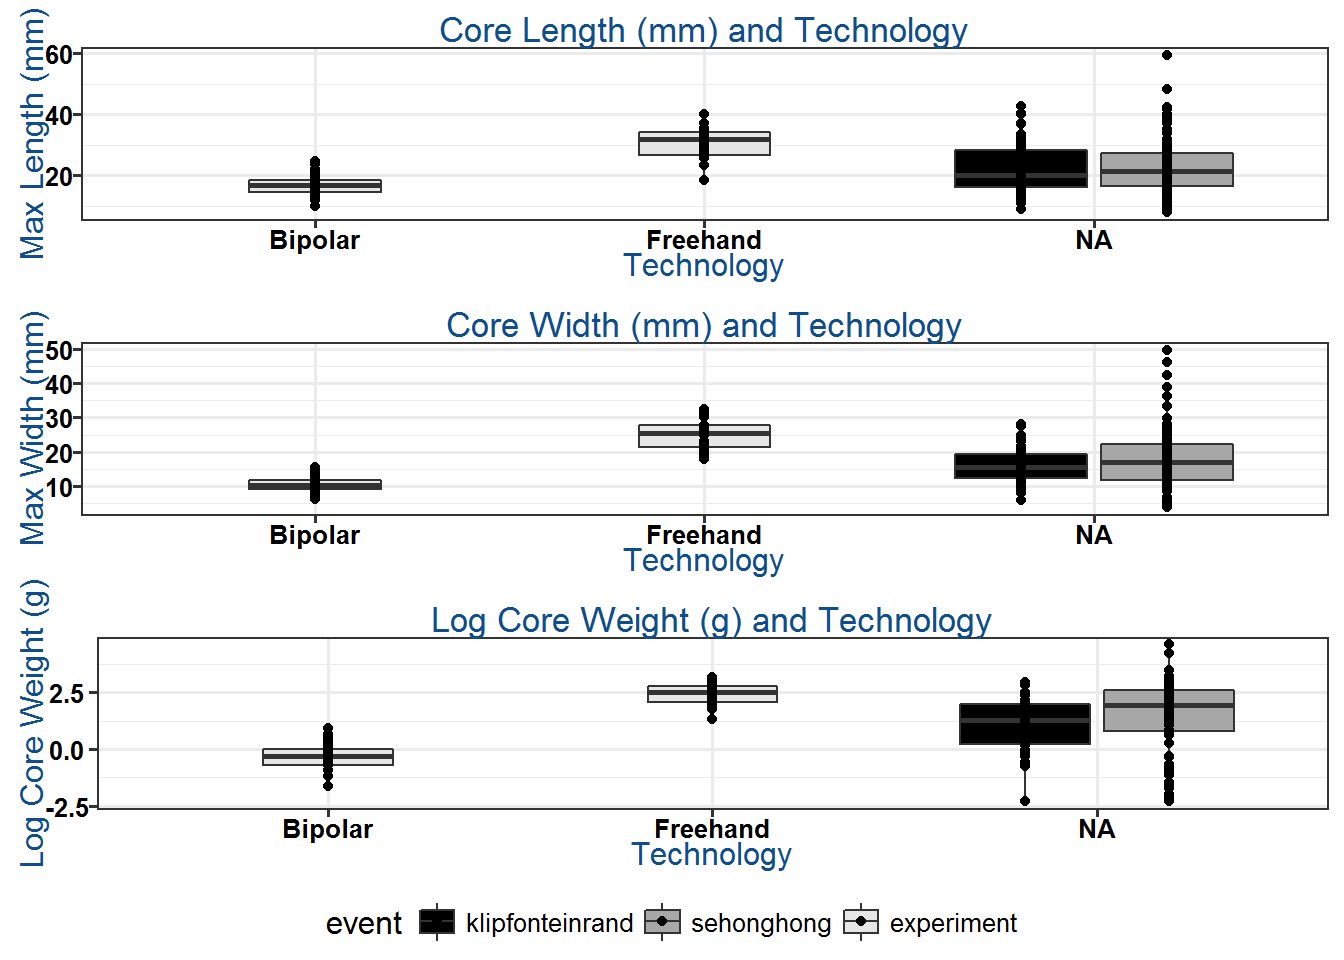 Core Length (mm) and Technology
Max Length (mm)
60
40
20
Bipolar Freehand NA
Technology
Core Width (mm) and Technology
Max Width (mm)
50
40
30
20
10
Bipolar Freehand NA
Technology
Log Core Weight (g) and Technology
Log Core Weight (g)
2.5
0.0
-2.5
Bipolar Freehand NA
Technology
event klipfonteinrand sehonghong experiment